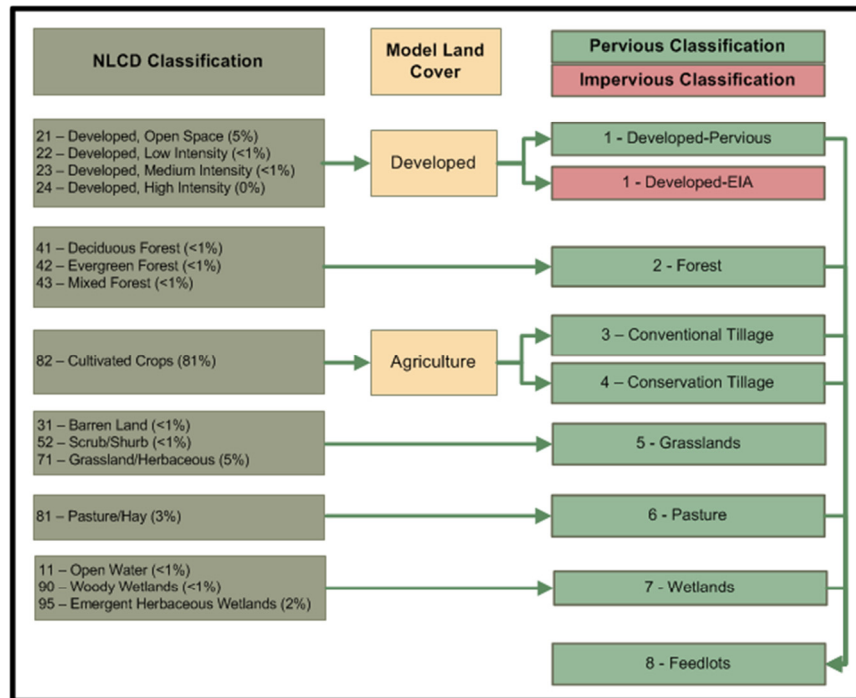 NLCD Classification
Model Land
Cover
Pervious Classification
Impervious Classification
21 – Developed, Open Space (5%)
22 – Developed, Low Intensity (<1%)
23 – Developed, Medium Intensity (<1%)
24 – Developed, High Intensity (0%)
Developed
1 - Developed-Pervious
1 - Developed-EIA
41 – Deciduous Forest (<1%)
42 – Evergreen Forest (<1%)
43 – Mixed Forest (<1%)
2 - Forest
82 – Cultivated Crops (81%)
Agriculture
3 – Conventional Tillage
4 – Conservation Tillage
31 – Barren Land (<1%)
52 – Scrub/Shurb (<1%)
71 – Grassland/Herbaceous (5%)
5 - Grasslands
81 – Pasture/Hay (3%)
6 - Pasture
11 – Open Water (<1%)
90 – Woody Wetlands (<1%)
95 – Emergent Herbaceous Wetlands (2%)
7 – Wetlands
8 - Feedlots